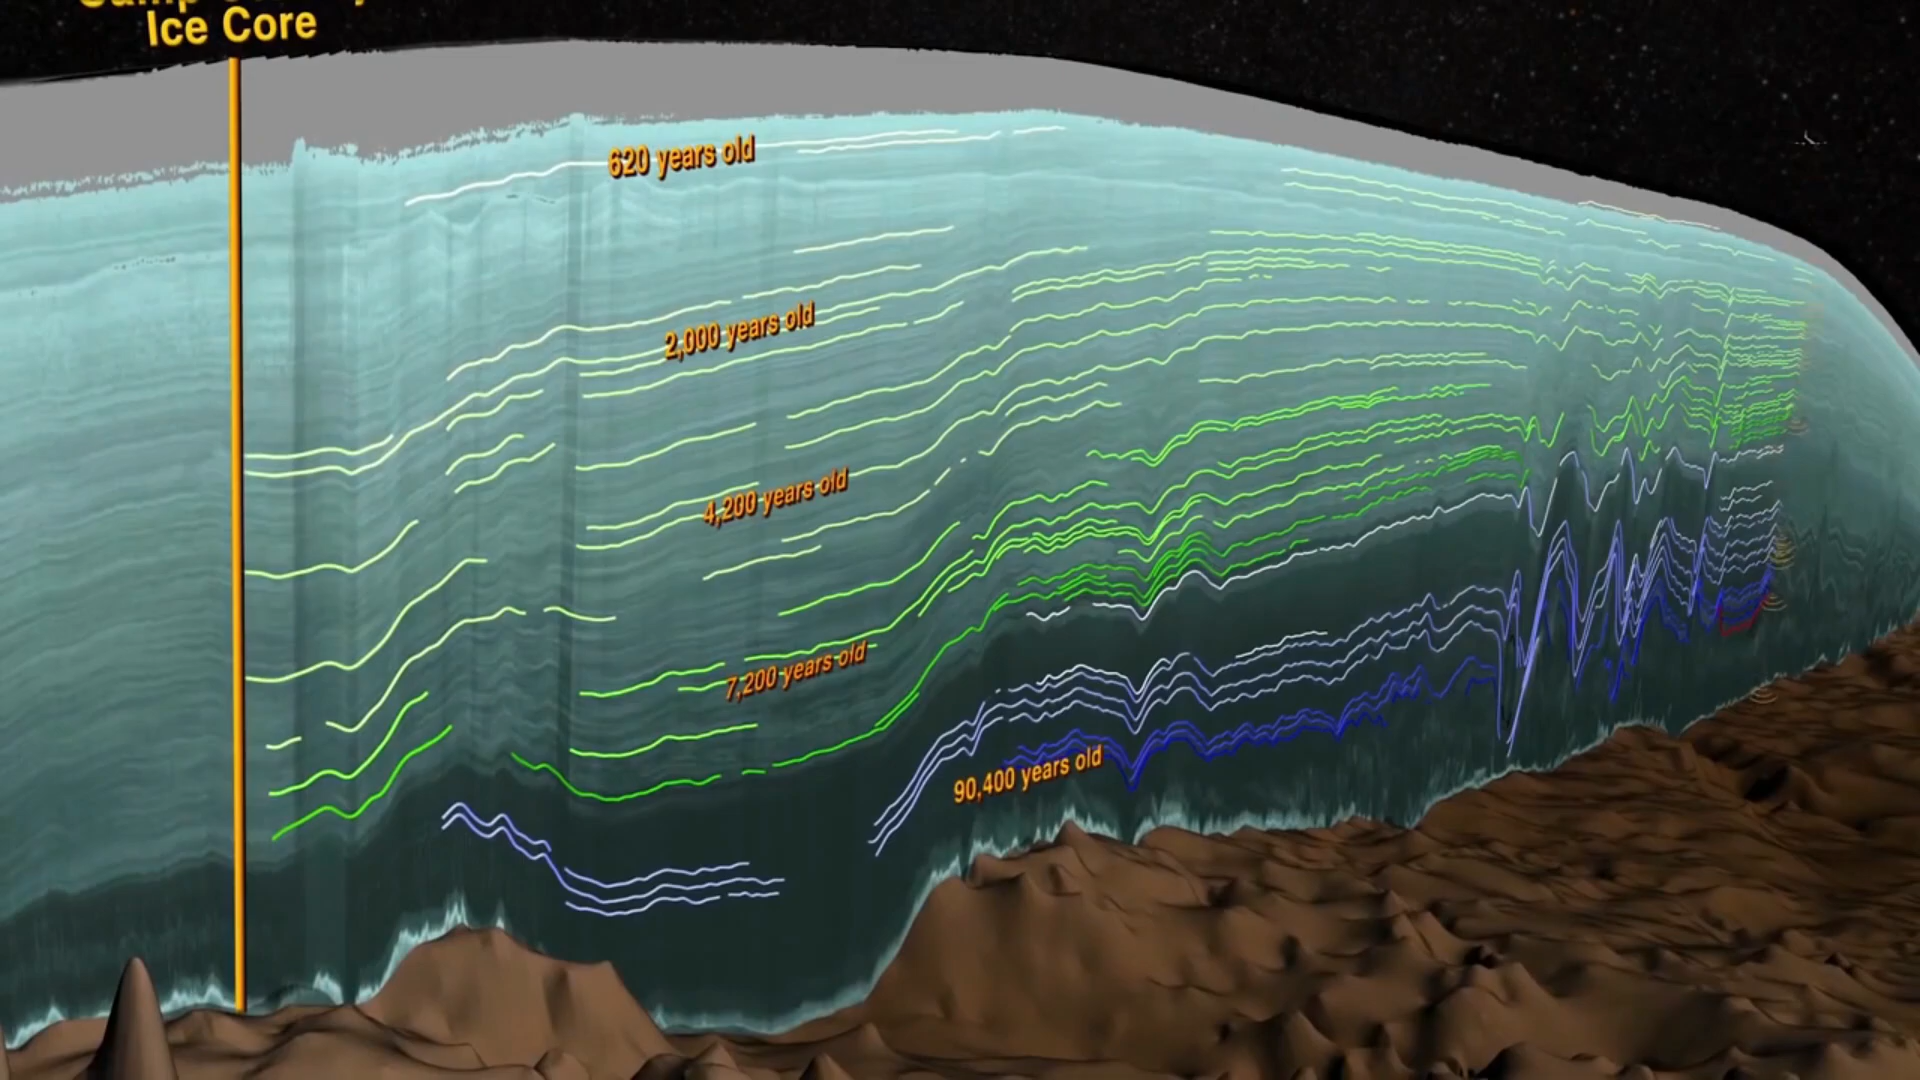 Ice Core
620 years old
2,000 years old
4,200 years old
7,200 years old
90,400 years old